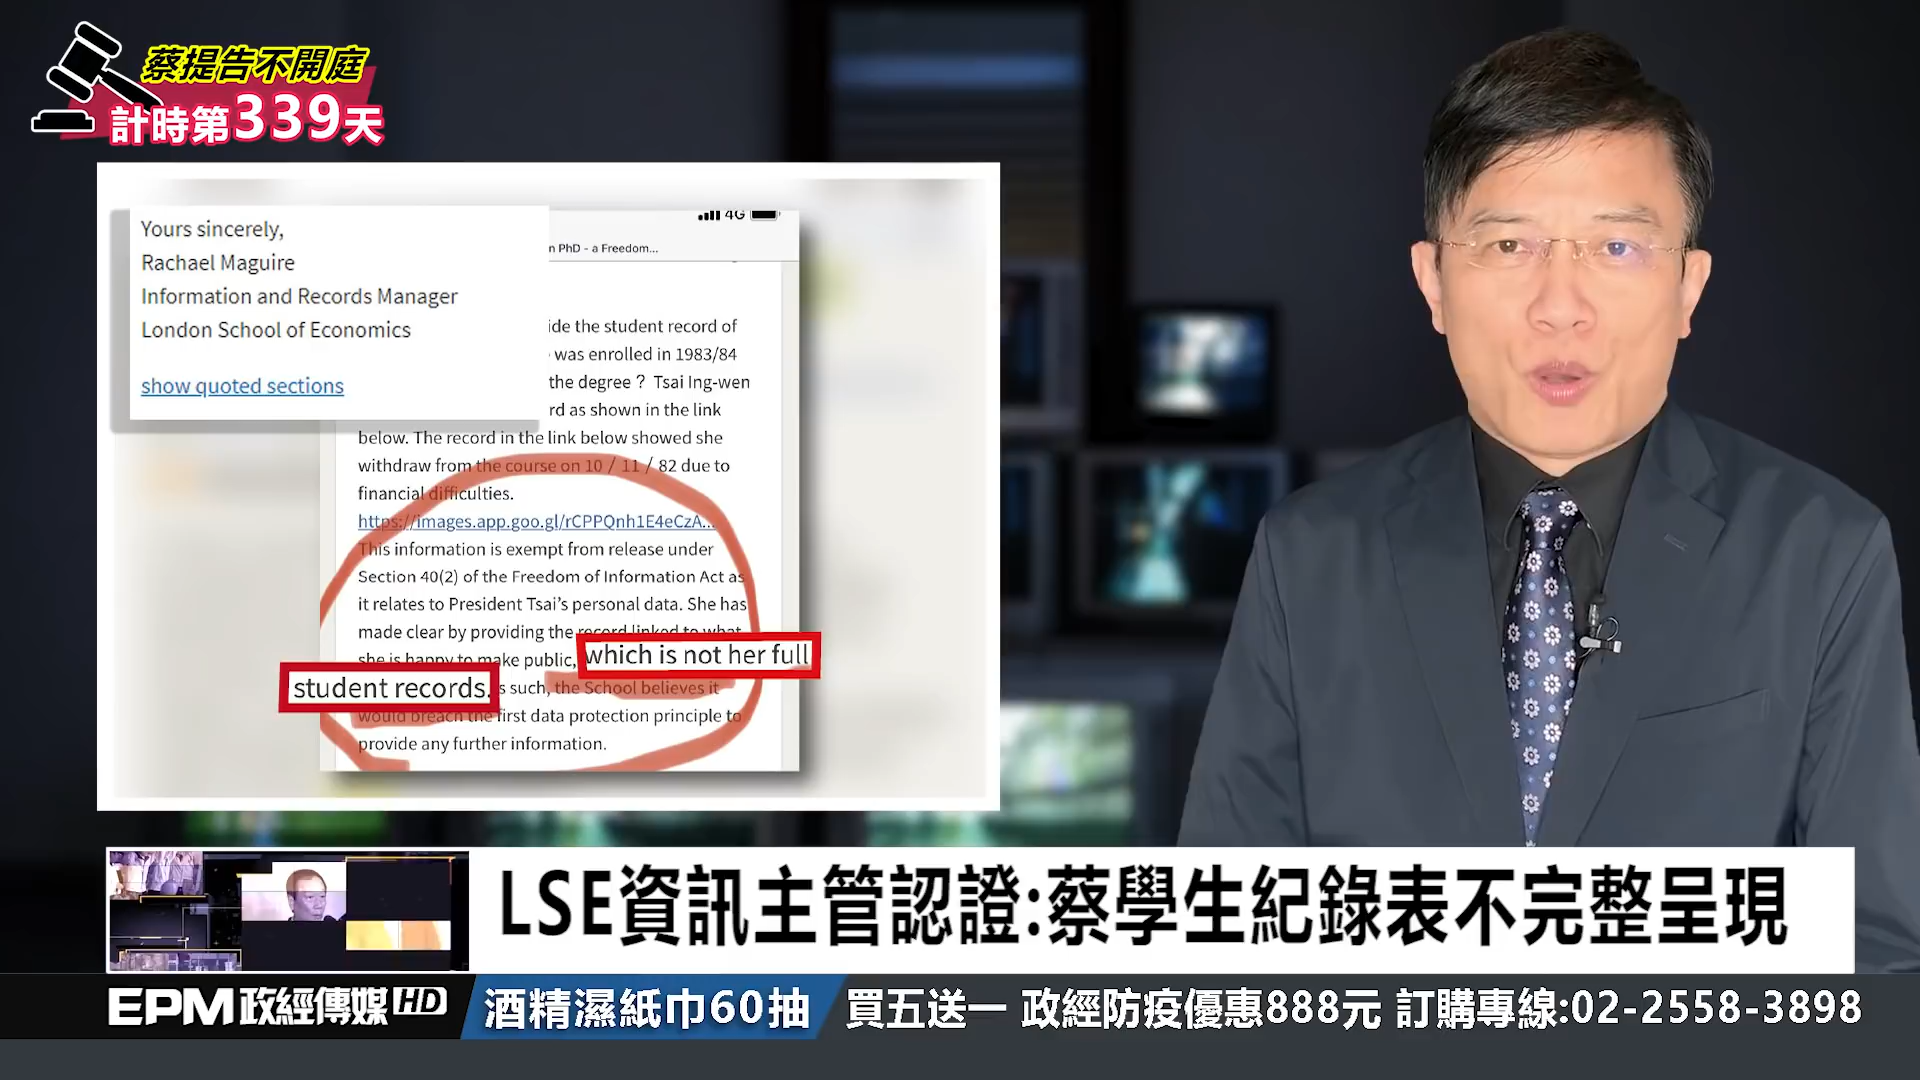 蔡提告不開庭
計時第339天
Yours sincerely,
Rachael Maguire
Information and Records Manager
London School of Economics
show quoted sections
4G
n PhD - a Freedom...
ide the student record of
was enrolled in 1983/84
the degree？ Tsai Ing-wen
rd as shown in the link
below. The record in the link below showed she
withdraw from the course on 10 / 11 / 82 due to
financial difficulties.
https://images.app.goo.gl/rCPPQnh1E4eCzA...
This information is exempt from release under
Section 40(2) of the Freedom of Information Act as
it relates to President Tsai's personal data. She has
made clear by providing the record linked to what
she is happy to make public,
which is not her full
student records.
s such, the School believes it
would breach the first data protection principle to
provide any further information.
LSE資訊主管認證:蔡學生紀錄表不完整呈現
EPM政經傳媒HD
酒精濕紙巾60抽
買五送一 政經防疫優惠888元 訂購專線:02-2558-3898